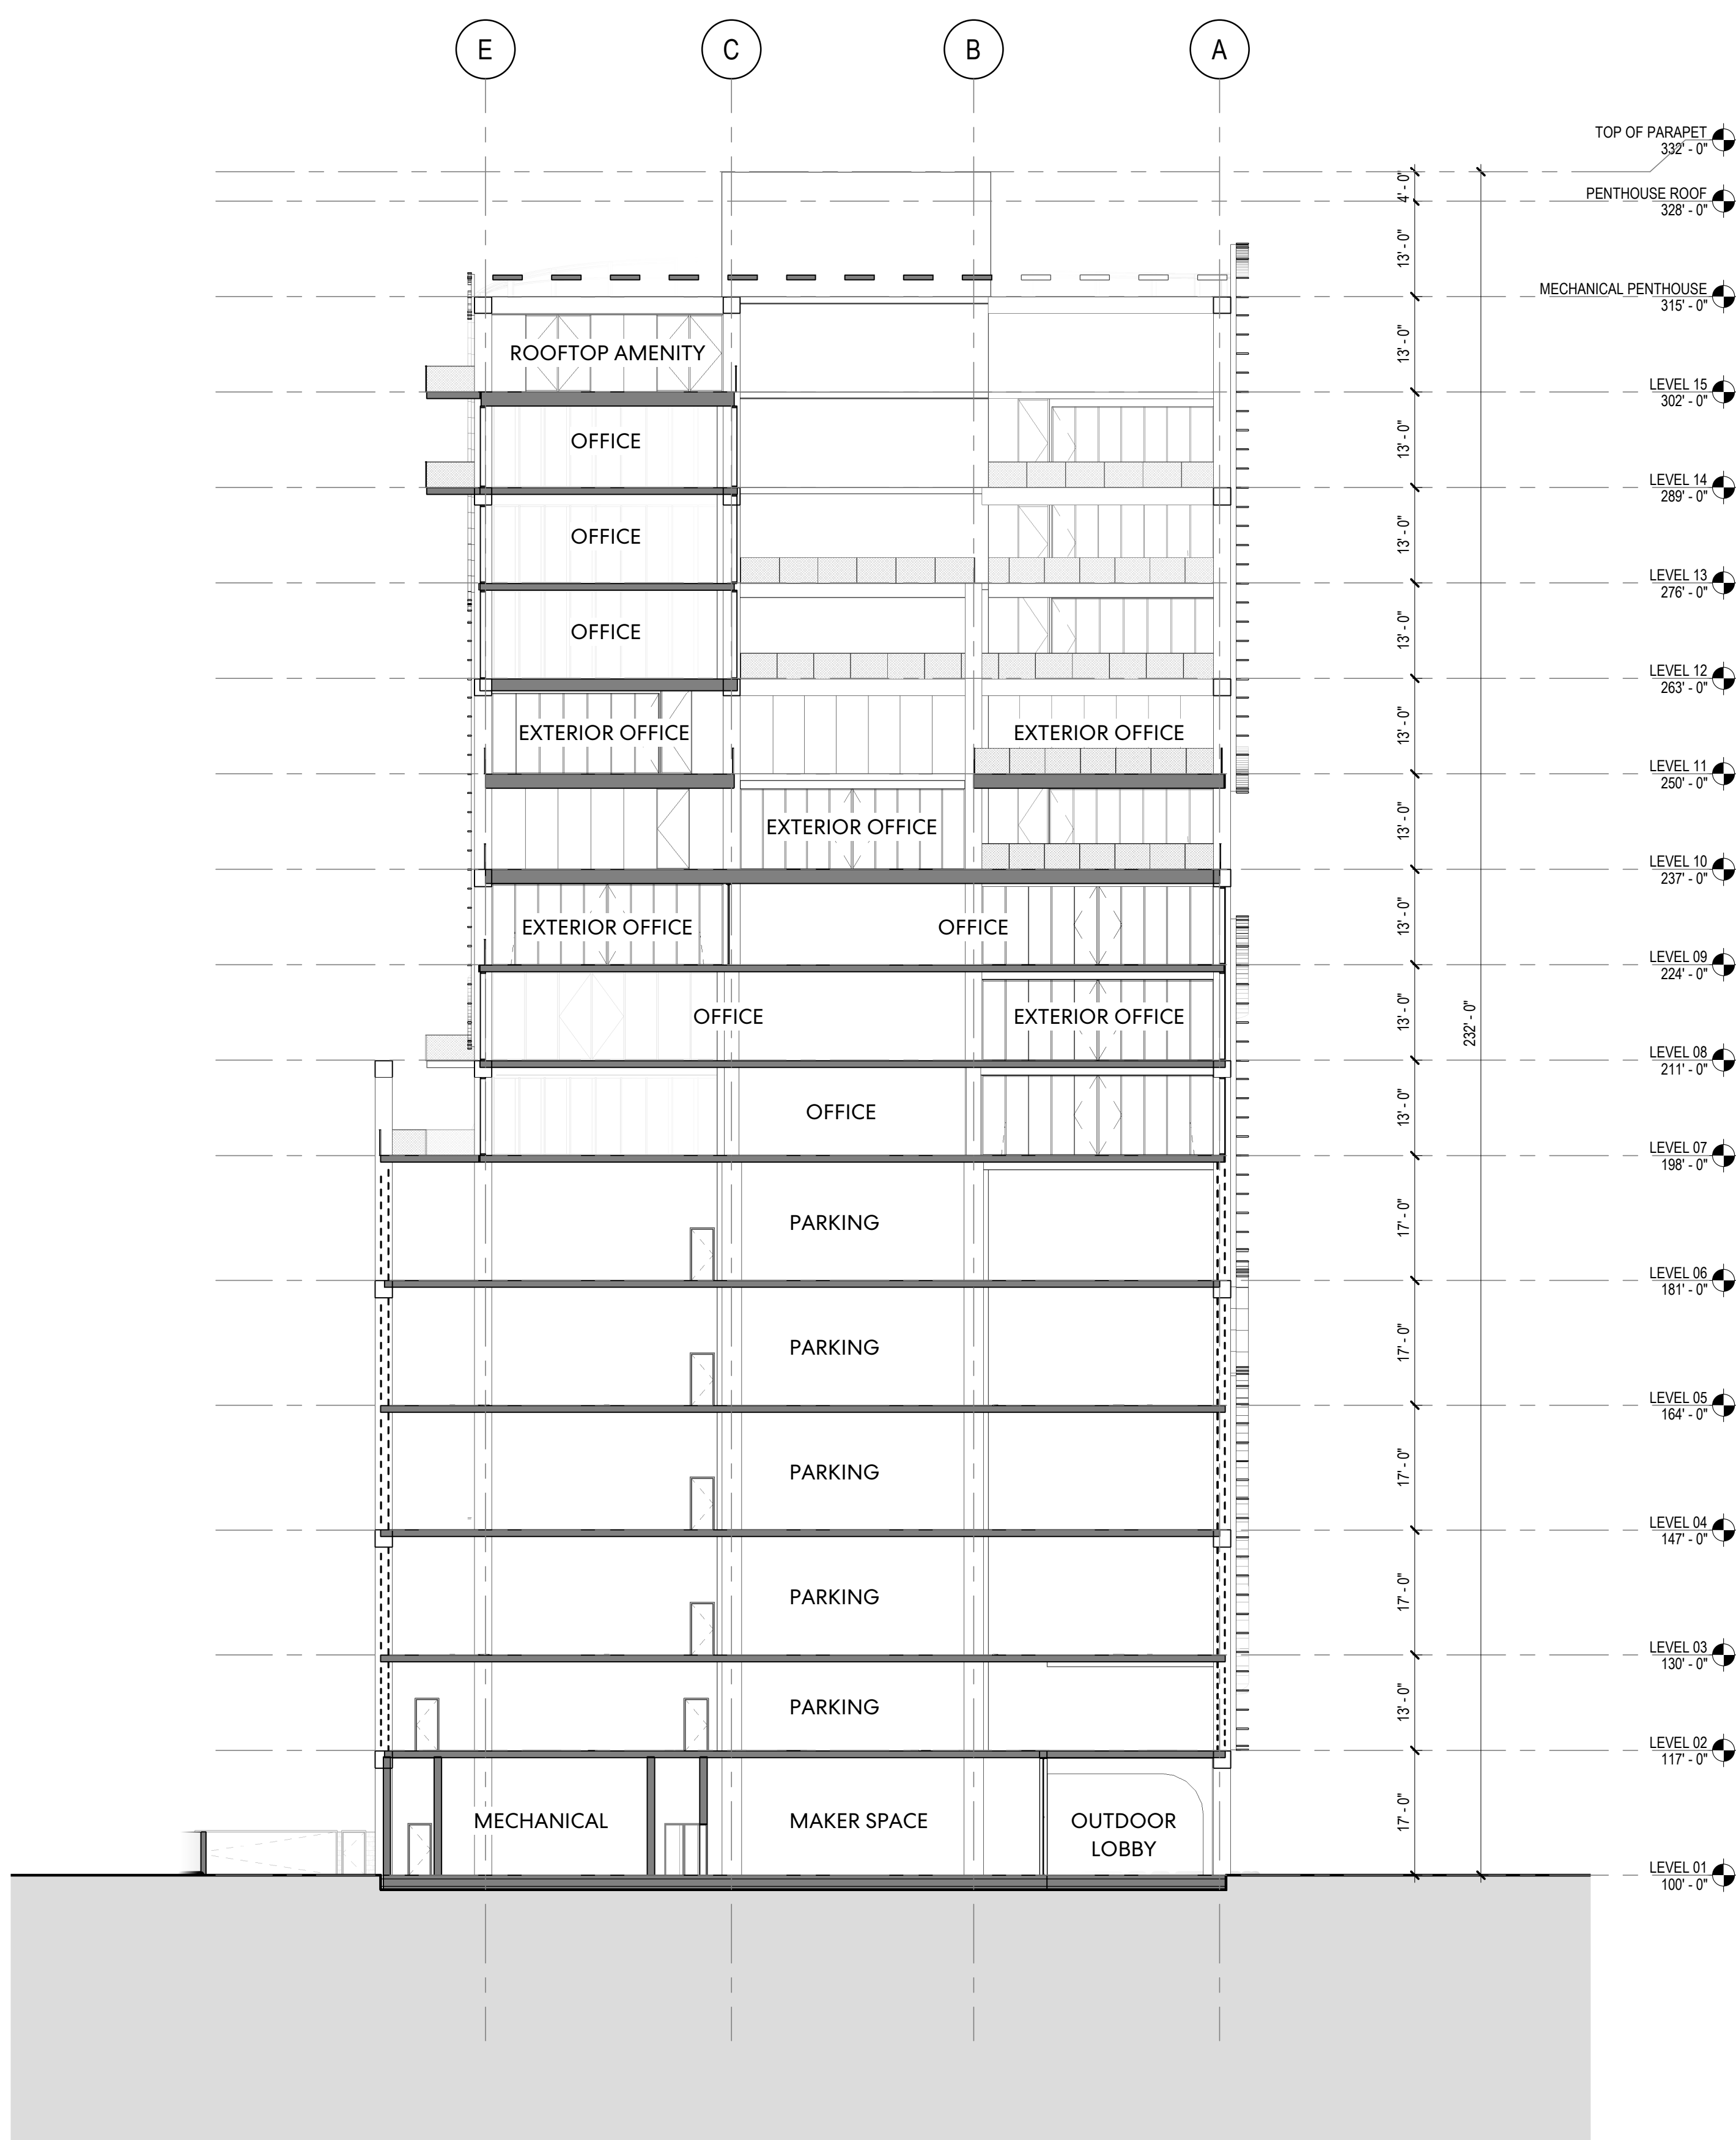 E C B A
TOP OF PARAPET
332' - 0"
4' - 0"
PENTHOUSE ROOF
328' - 0"
13' - 0"
MECHANICAL PENTHOUSE
315' - 0"
13' - 0"
ROOFTOP AMENITY
LEVEL 15
302' - 0"
13' - 0"
OFFICE
LEVEL 14
289' - 0"
13' - 0"
OFFICE
LEVEL 13
276' - 0"
13' - 0"
OFFICE
LEVEL 12
263' - 0"
13' - 0"
EXTERIOR OFFICE EXTERIOR OFFICE
LEVEL 11
250' - 0"
13' - 0"
EXTERIOR OFFICE
LEVEL 10
237' - 0"
13' - 0"
EXTERIOR OFFICE OFFICE
LEVEL 09
224' - 0"
13' - 0"
232' - 0"
OFFICE EXTERIOR OFFICE
LEVEL 08
211' - 0"
13' - 0"
OFFICE
LEVEL 07
198' - 0"
17' - 0"
PARKING
LEVEL 06
181' - 0"
17' - 0"
PARKING
LEVEL 05
164' - 0"
17' - 0"
PARKING
LEVEL 04
147' - 0"
17' - 0"
PARKING
LEVEL 03
130' - 0"
13' - 0"
PARKING
LEVEL 02
117' - 0"
17' - 0"
MECHANICAL MAKER SPACE OUTDOOR
LOBBY
LEVEL 01
100' - 0"